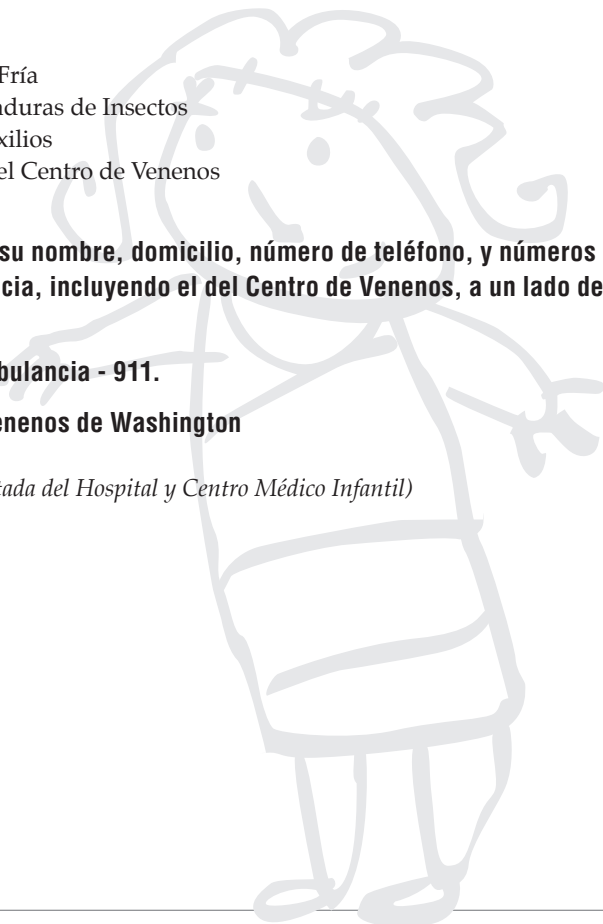 Fría
aduras de Insectos
xilios
el Centro de Venenos
su nombre, domicilio, número de teléfono, y números
cia, incluyendo el del Centro de Venenos, a un lado de
bulancia - 911.
enenos de Washington
tada del Hospital y Centro Médico Infantil)